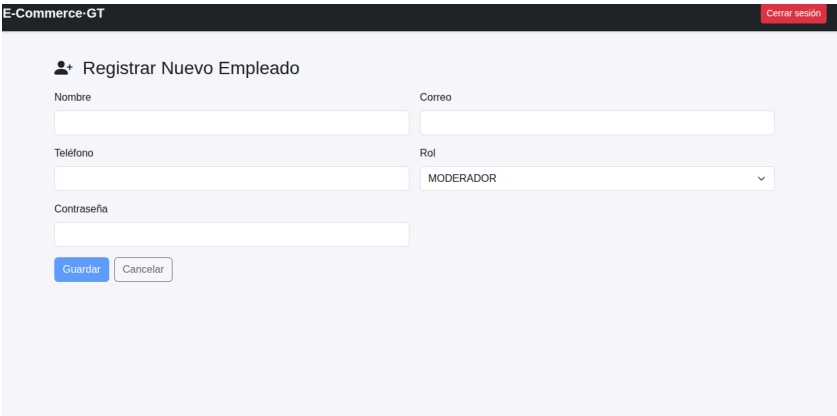 E-Commerce·GT Cerrar sesión
Registrar Nuevo Empleado
Nombre Correo
Teléfono Rol
MODERADOR
Contraseña
Guardar Cancelar